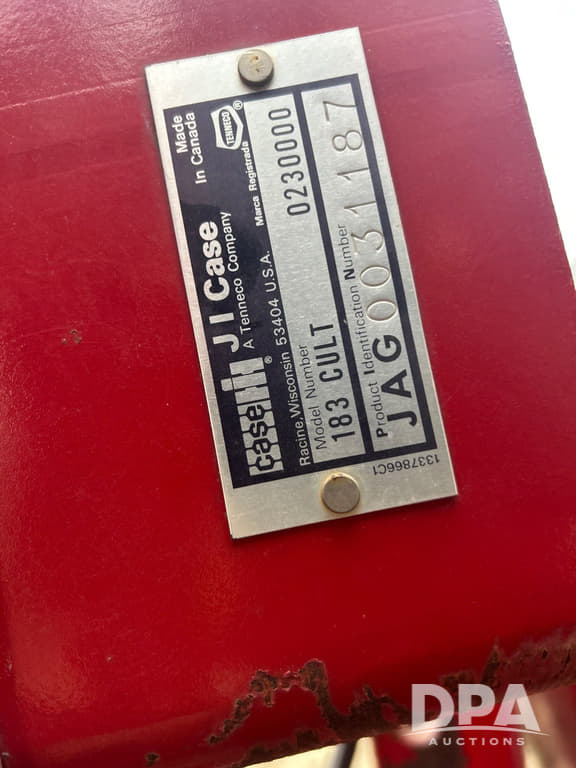 case IH® J I Case
A Tenneco Company
Made
In Canada
TENNECO®
Racine, Wisconsin 53404 U.S.A.
Marca Registrada
Model Number
183 CULT 0230000
Product Identification Number
JAG0031187
1337866C1
DPA
AUCTIONS